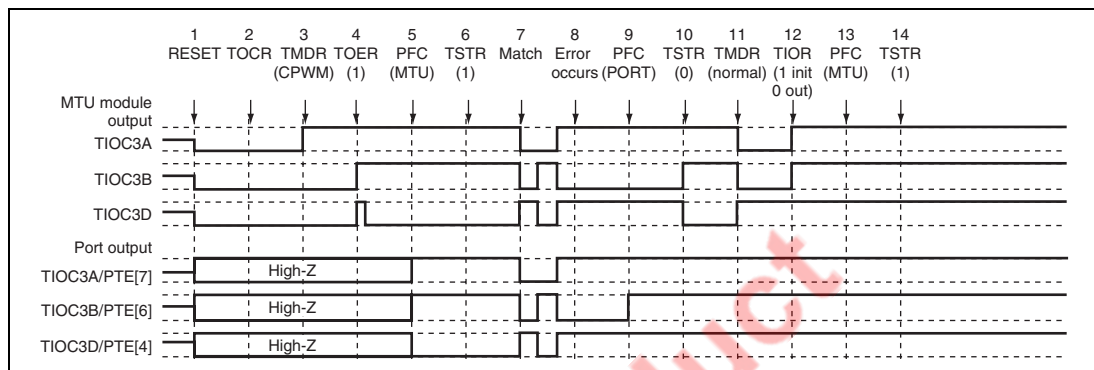 1 2 3 4 5 6 7 8 9 10 11 12 13 14
RESET TOCR TMDR TOER PFC TSTR Match Error PFC TSTR TMDR TIOR PFC TSTR
(CPWM) (1) (MTU) (1) occurs (PORT) (0) (normal) (1 init (MTU) (1)
0 out)
MTU module
output
TIOC3A
TIOC3B
TIOC3D
Port output
TIOC3A/PTE[7] High-Z
TIOC3B/PTE[6] High-Z
TIOC3D/PTE[4] High-Z
duct